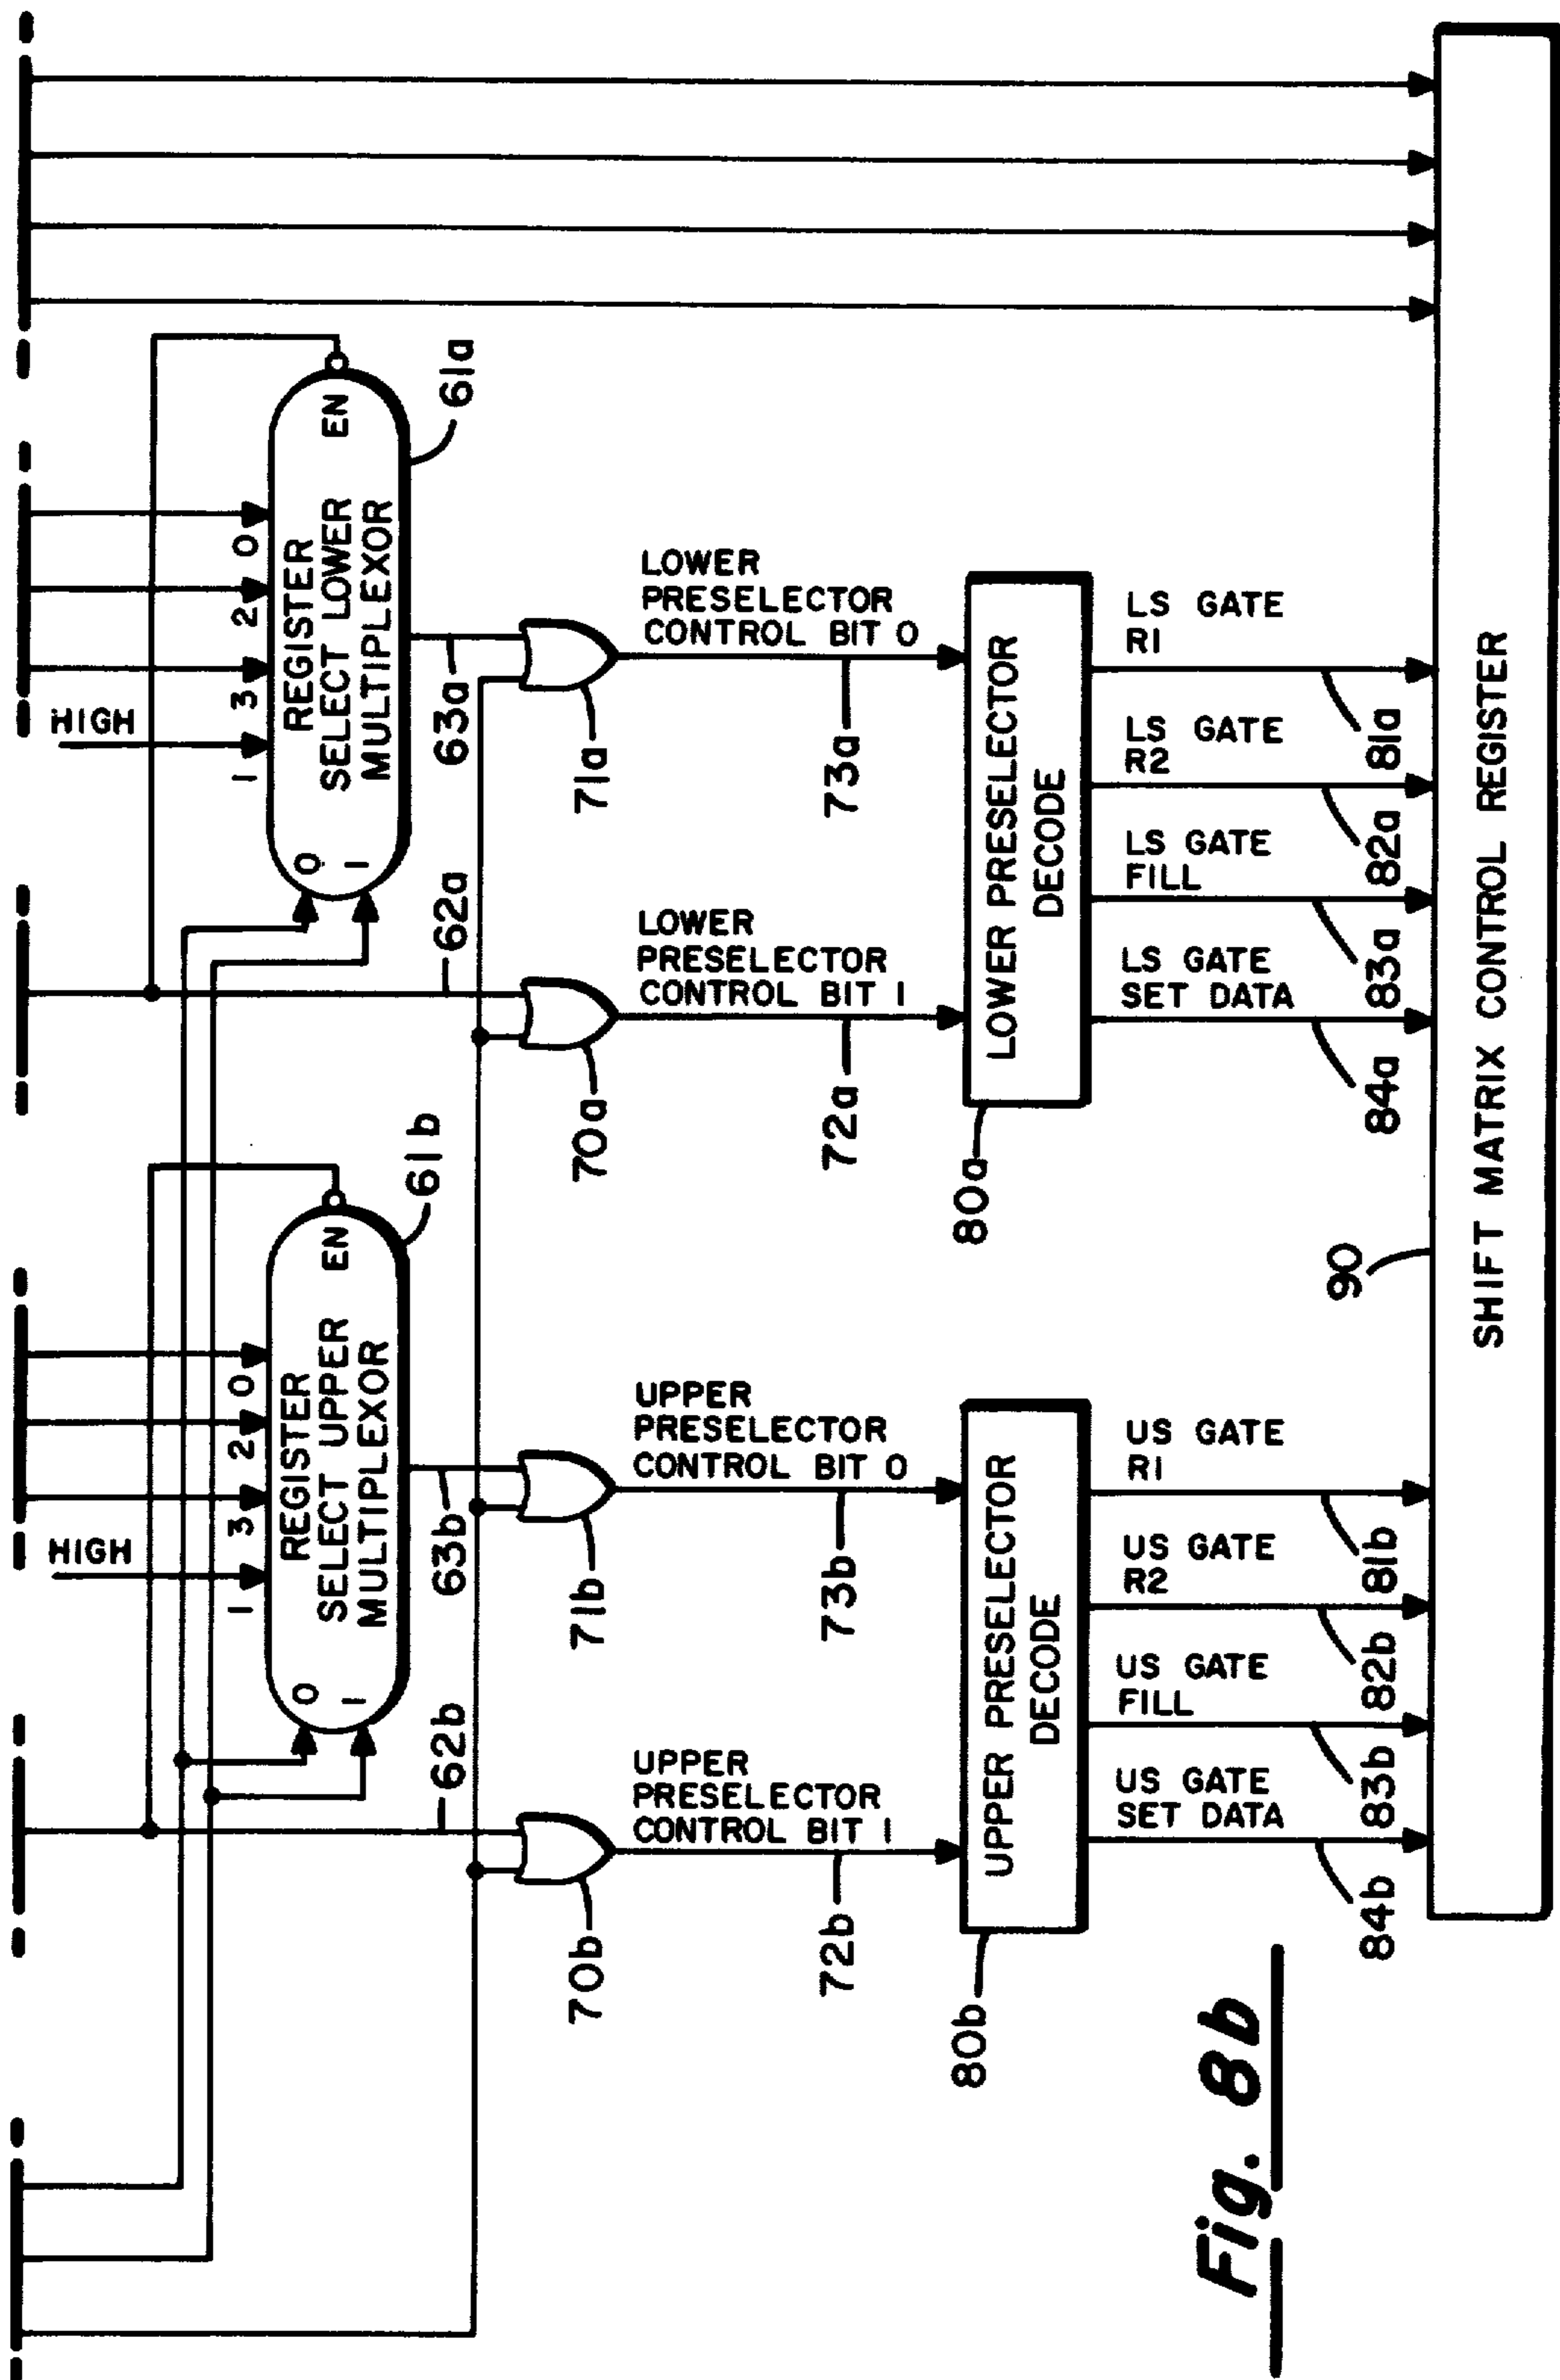 HIGH
1 3 2 0
REGISTER
SELECT UPPER
MULTIPLEXOR
0
1
EN
61b
HIGH
1 3 2 0
REGISTER
SELECT LOWER
MULTIPLEXOR
0
1
EN
61a
62b
63b
62a
63a
70b
71b
70a
71a
UPPER
PRESELECTOR
CONTROL BIT 1
UPPER
PRESELECTOR
CONTROL BIT 0
LOWER
PRESELECTOR
CONTROL BIT 1
LOWER
PRESELECTOR
CONTROL BIT 0
72b
73b
72a
73a
80b
UPPER PRESELECTOR
DECODE
80a
LOWER PRESELECTOR
DECODE
US GATE
SET DATA
US GATE
FILL
US GATE
R2
US GATE
R1
LS GATE
SET DATA
LS GATE
FILL
LS GATE
R2
LS GATE
R1
84b
83b
82b
81b
84a
83a
82a
81a
90
SHIFT MATRIX CONTROL REGISTER
Fig. 8b